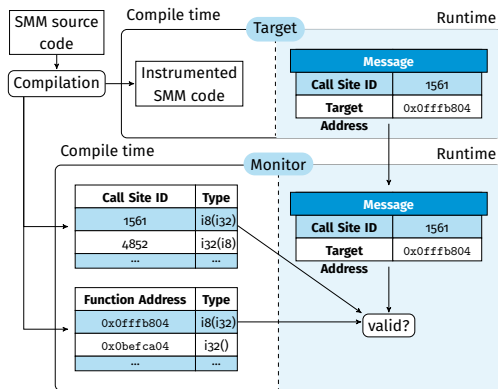 SMM source
code
Compile time
Runtime
Target
Compilation
Instrumented
SMM code
Message
Call Site ID
1561
Target
0x0fffb804
Address
Compile time
Runtime
Monitor
Call Site ID
Type
1561
i8(i32)
4852
i32(i8)
...
...
Message
Call Site ID
1561
Target
0x0fffb804
Address
Function Address
Type
0x0fffb804
i8(i32)
0x0befca04
i32()
...
...
valid?